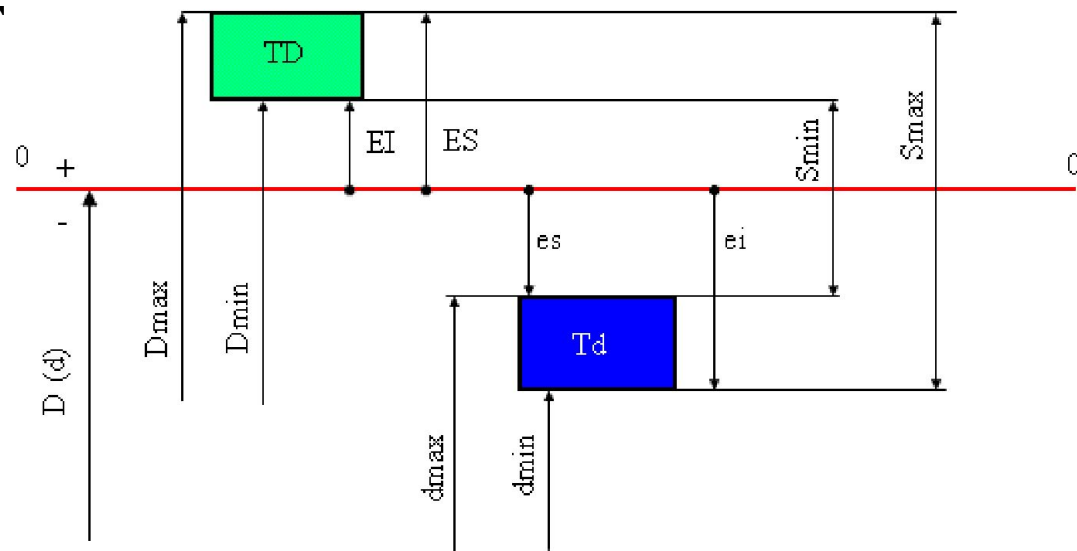 TD
EI
ES
Smin
Smax
0
+
0
-
es
ei
Dmax
Dmin
D (d)
Td
dmax
dmin